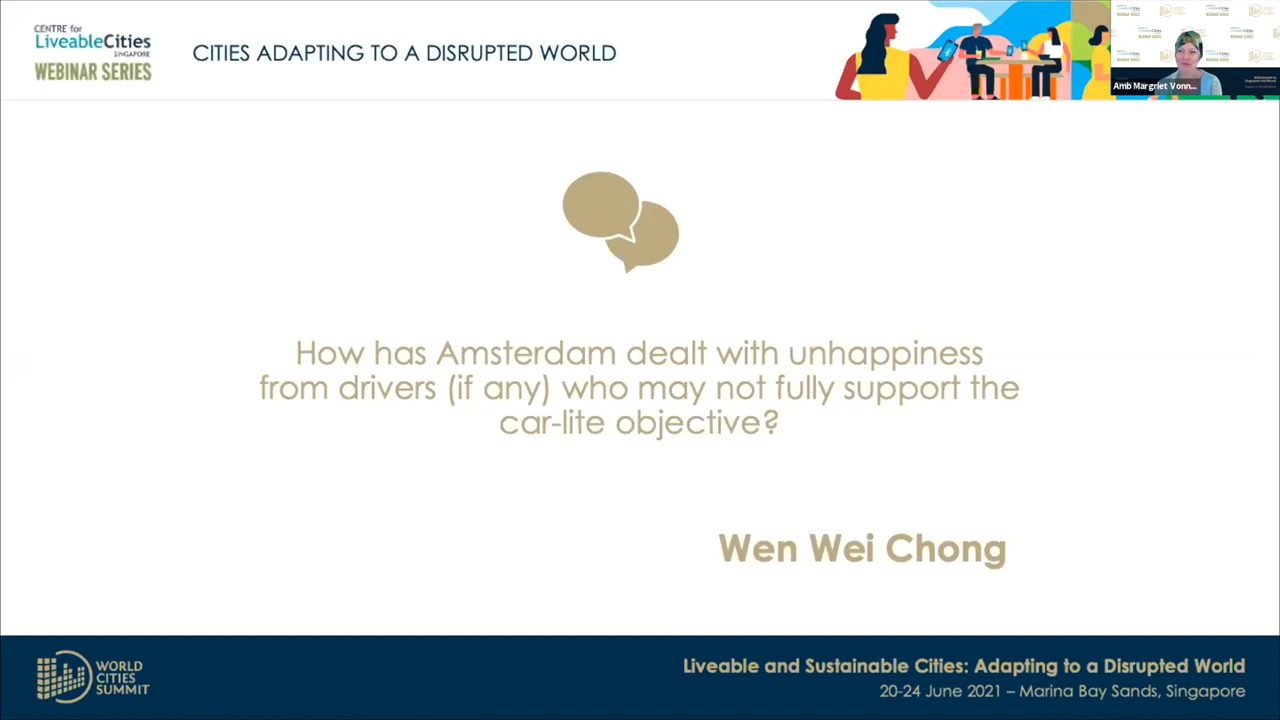 CENTRE for
LiveableCities
SINGAPORE
WEBINAR SERIES
CITIES ADAPTING TO A DISRUPTED WORLD
Amb Margriet Vonn...
How has Amsterdam dealt with unhappiness
from drivers (if any) who may not fully support the
car-lite objective?
Wen Wei Chong
WORLD
CITIES
SUMMIT
Liveable and Sustainable Cities: Adapting to a Disrupted World
20-24 June 2021 – Marina Bay Sands, Singapore